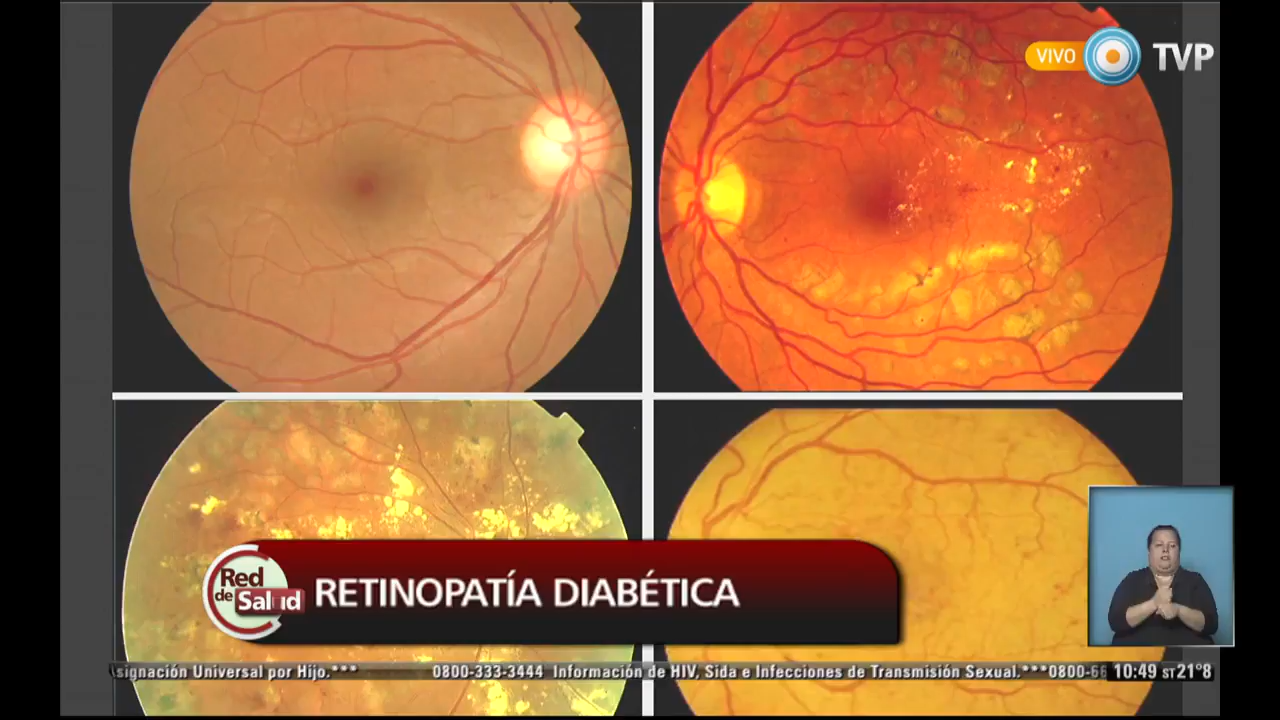 VIVO
TVP
Red
de
Salud
RETINOPATÍA DIABÉTICA
signación Universal por Hijo.*** 0800-333-3444 Información de HIV, Sida e Infecciones de Transmisión Sexual.***0800-66
10:49 ST 21°8